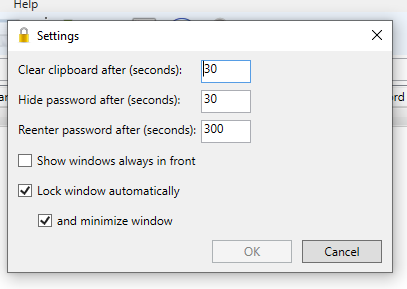 Help
Settings
Clear clipboard after (seconds): 30
Hide password after (seconds): 30
Reenter password after (seconds): 300
Show windows always in front
Lock window automatically
and minimize window
OK Cancel